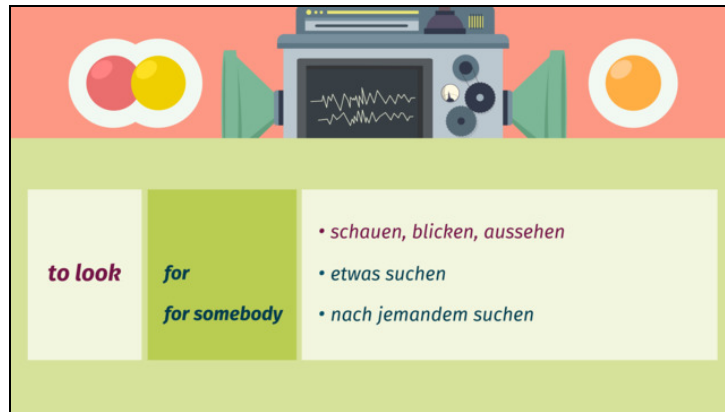 • schauen, blicken, aussehen
to look for • etwas suchen
for somebody • nach jemandem suchen